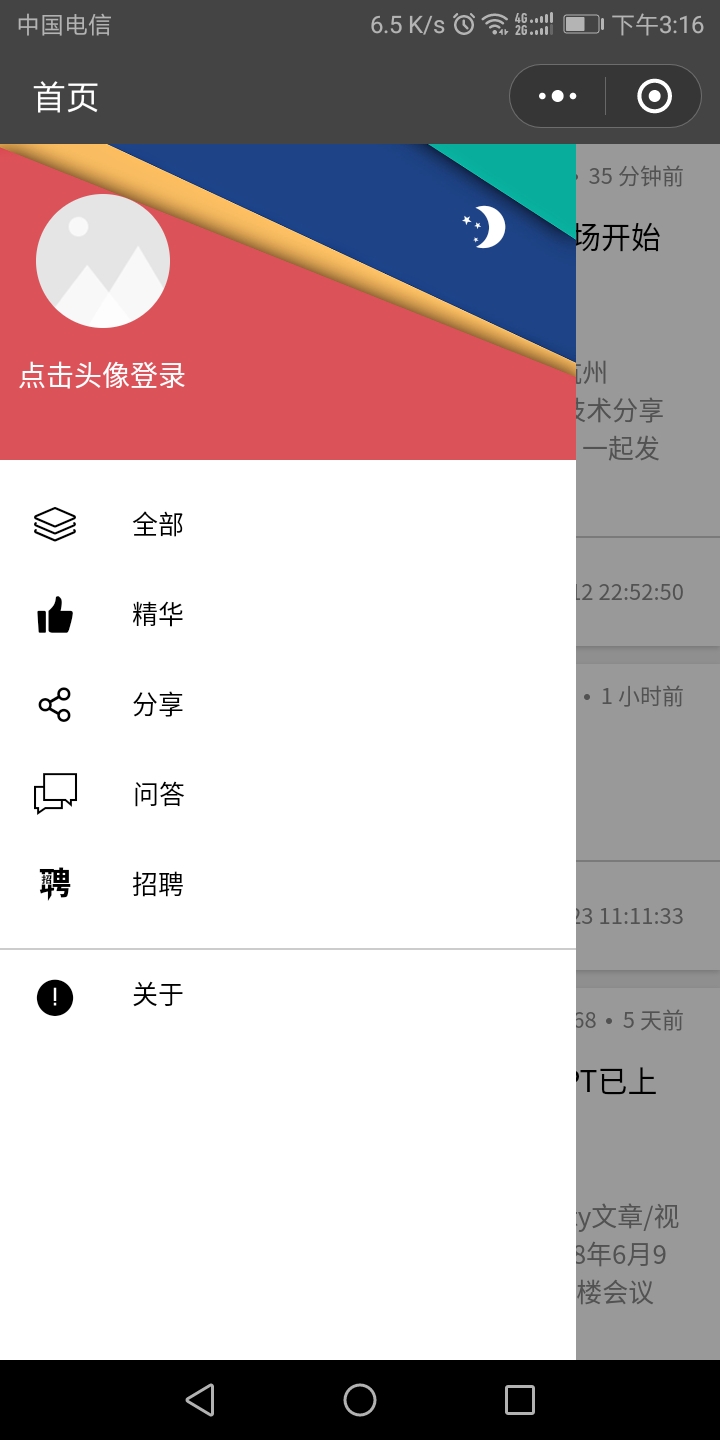 中国电信 6.5 K/s 4G 2G 下午3:16
首页
• 35 分钟前
场开始
点击头像登录
州
术分享
一起发
全部
12 22:52:50
精华
分享
• 1 小时前
问答
招聘
23 11:11:33
关于
68 • 5 天前
PT已上
ty文章/视
8年6月9
楼会议